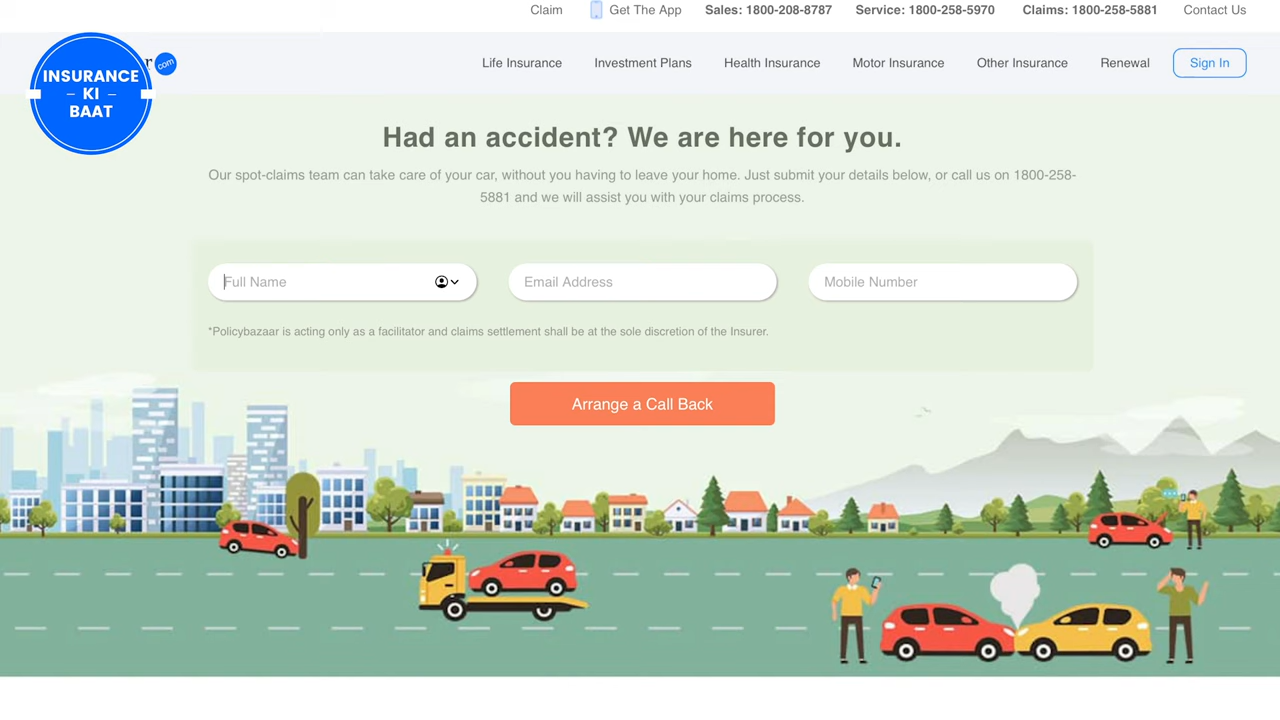 Claim
Get The App
Sales: 1800-208-8787
Service: 1800-258-5970
Claims: 1800-258-5881
Contact Us
INSURANCE
– KI –
BAAT
com
Life Insurance
Investment Plans
Health Insurance
Motor Insurance
Other Insurance
Renewal
Sign In
Had an accident? We are here for you.
Our spot-claims team can take care of your car, without you having to leave your home. Just submit your details below, or call us on 1800-258-
5881 and we will assist you with your claims process.
Full Name
Email Address
Mobile Number
*Policybazaar is acting only as a facilitator and claims settlement shall be at the sole discretion of the Insurer.
Arrange a Call Back